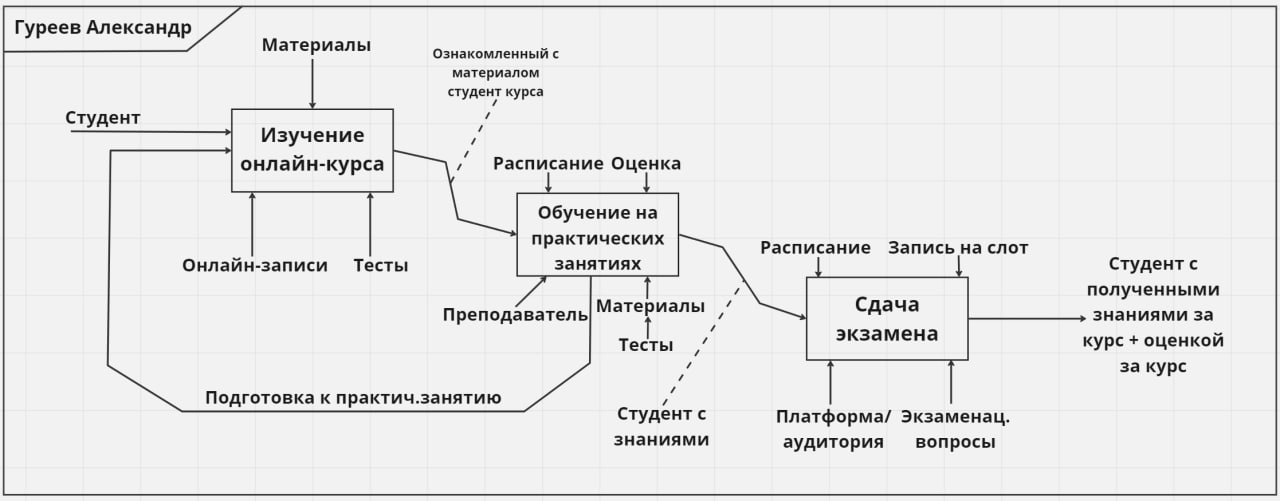 Гуреев Александр
Материалы
Ознакомленный с
материалом
студент курса
Студент
Изучение
онлайн-курса
Онлайн-записи
Тесты
Расписание
Оценка
Обучение на
практических
занятиях
Преподаватель
Материалы
Тесты
Подготовка к практич.занятию
Студент с
знаниями
Расписание
Запись на слот
Сдача
экзамена
Платформа/
аудитория
Экзаменац.
вопросы
Студент с
полученными
знаниями за
курс + оценкой
за курс